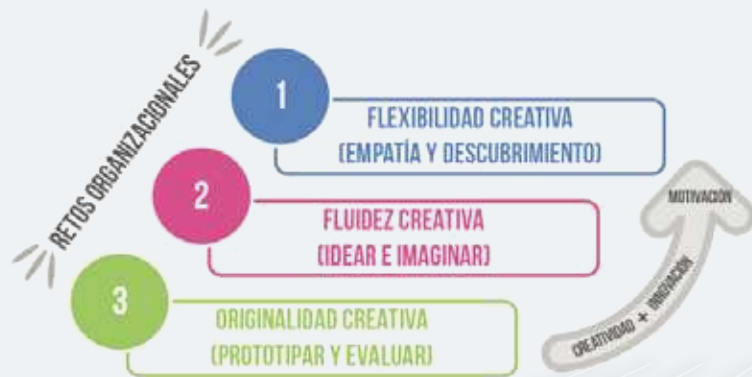 RETOS ORGANIZACIONALES
1
FLEXIBILIDAD CREATIVA
(EMPATÍA Y DESCUBRIMIENTO)
2
FLUIDEZ CREATIVA
(IDEAR E IMAGINAR)
3
ORIGINALIDAD CREATIVA
(PROTOTIPAR Y EVALUAR)
MOTIVACIÓN
CREATIVIDAD + INNOVACIÓN